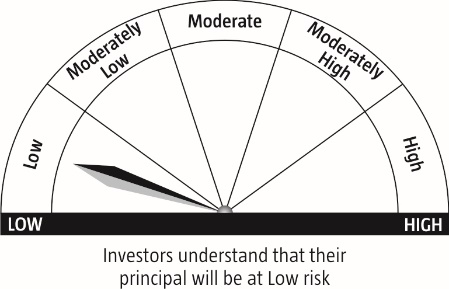 Moderate
Moderately
Low
Moderately
High
Low
High
LOW
HIGH
Investors understand that their
principal will be at Low risk